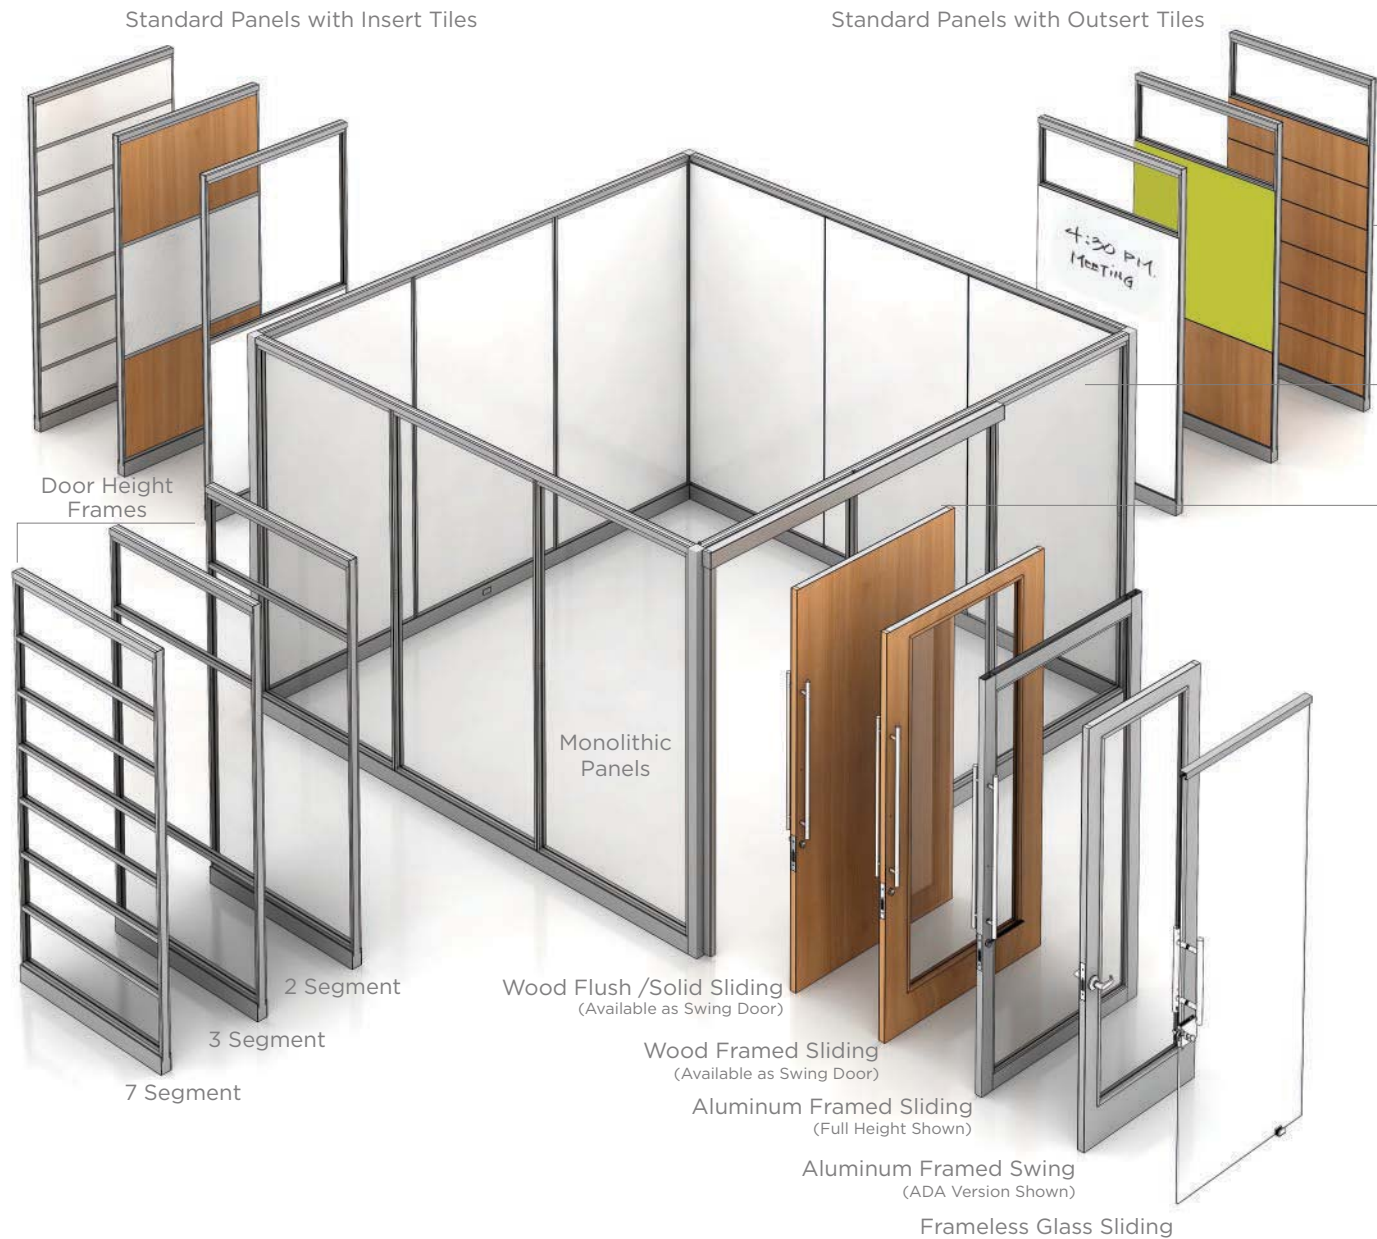 Standard Panels with Insert Tiles
Standard Panels with Outsert Tiles
4:30 PM.
MEETING
Door Height
Frames
Monolithic
Panels
2 Segment
3 Segment
7 Segment
Wood Flush /Solid Sliding
(Available as Swing Door)
Wood Framed Sliding
(Available as Swing Door)
Aluminum Framed Sliding
(Full Height Shown)
Aluminum Framed Swing
(ADA Version Shown)
Frameless Glass Sliding